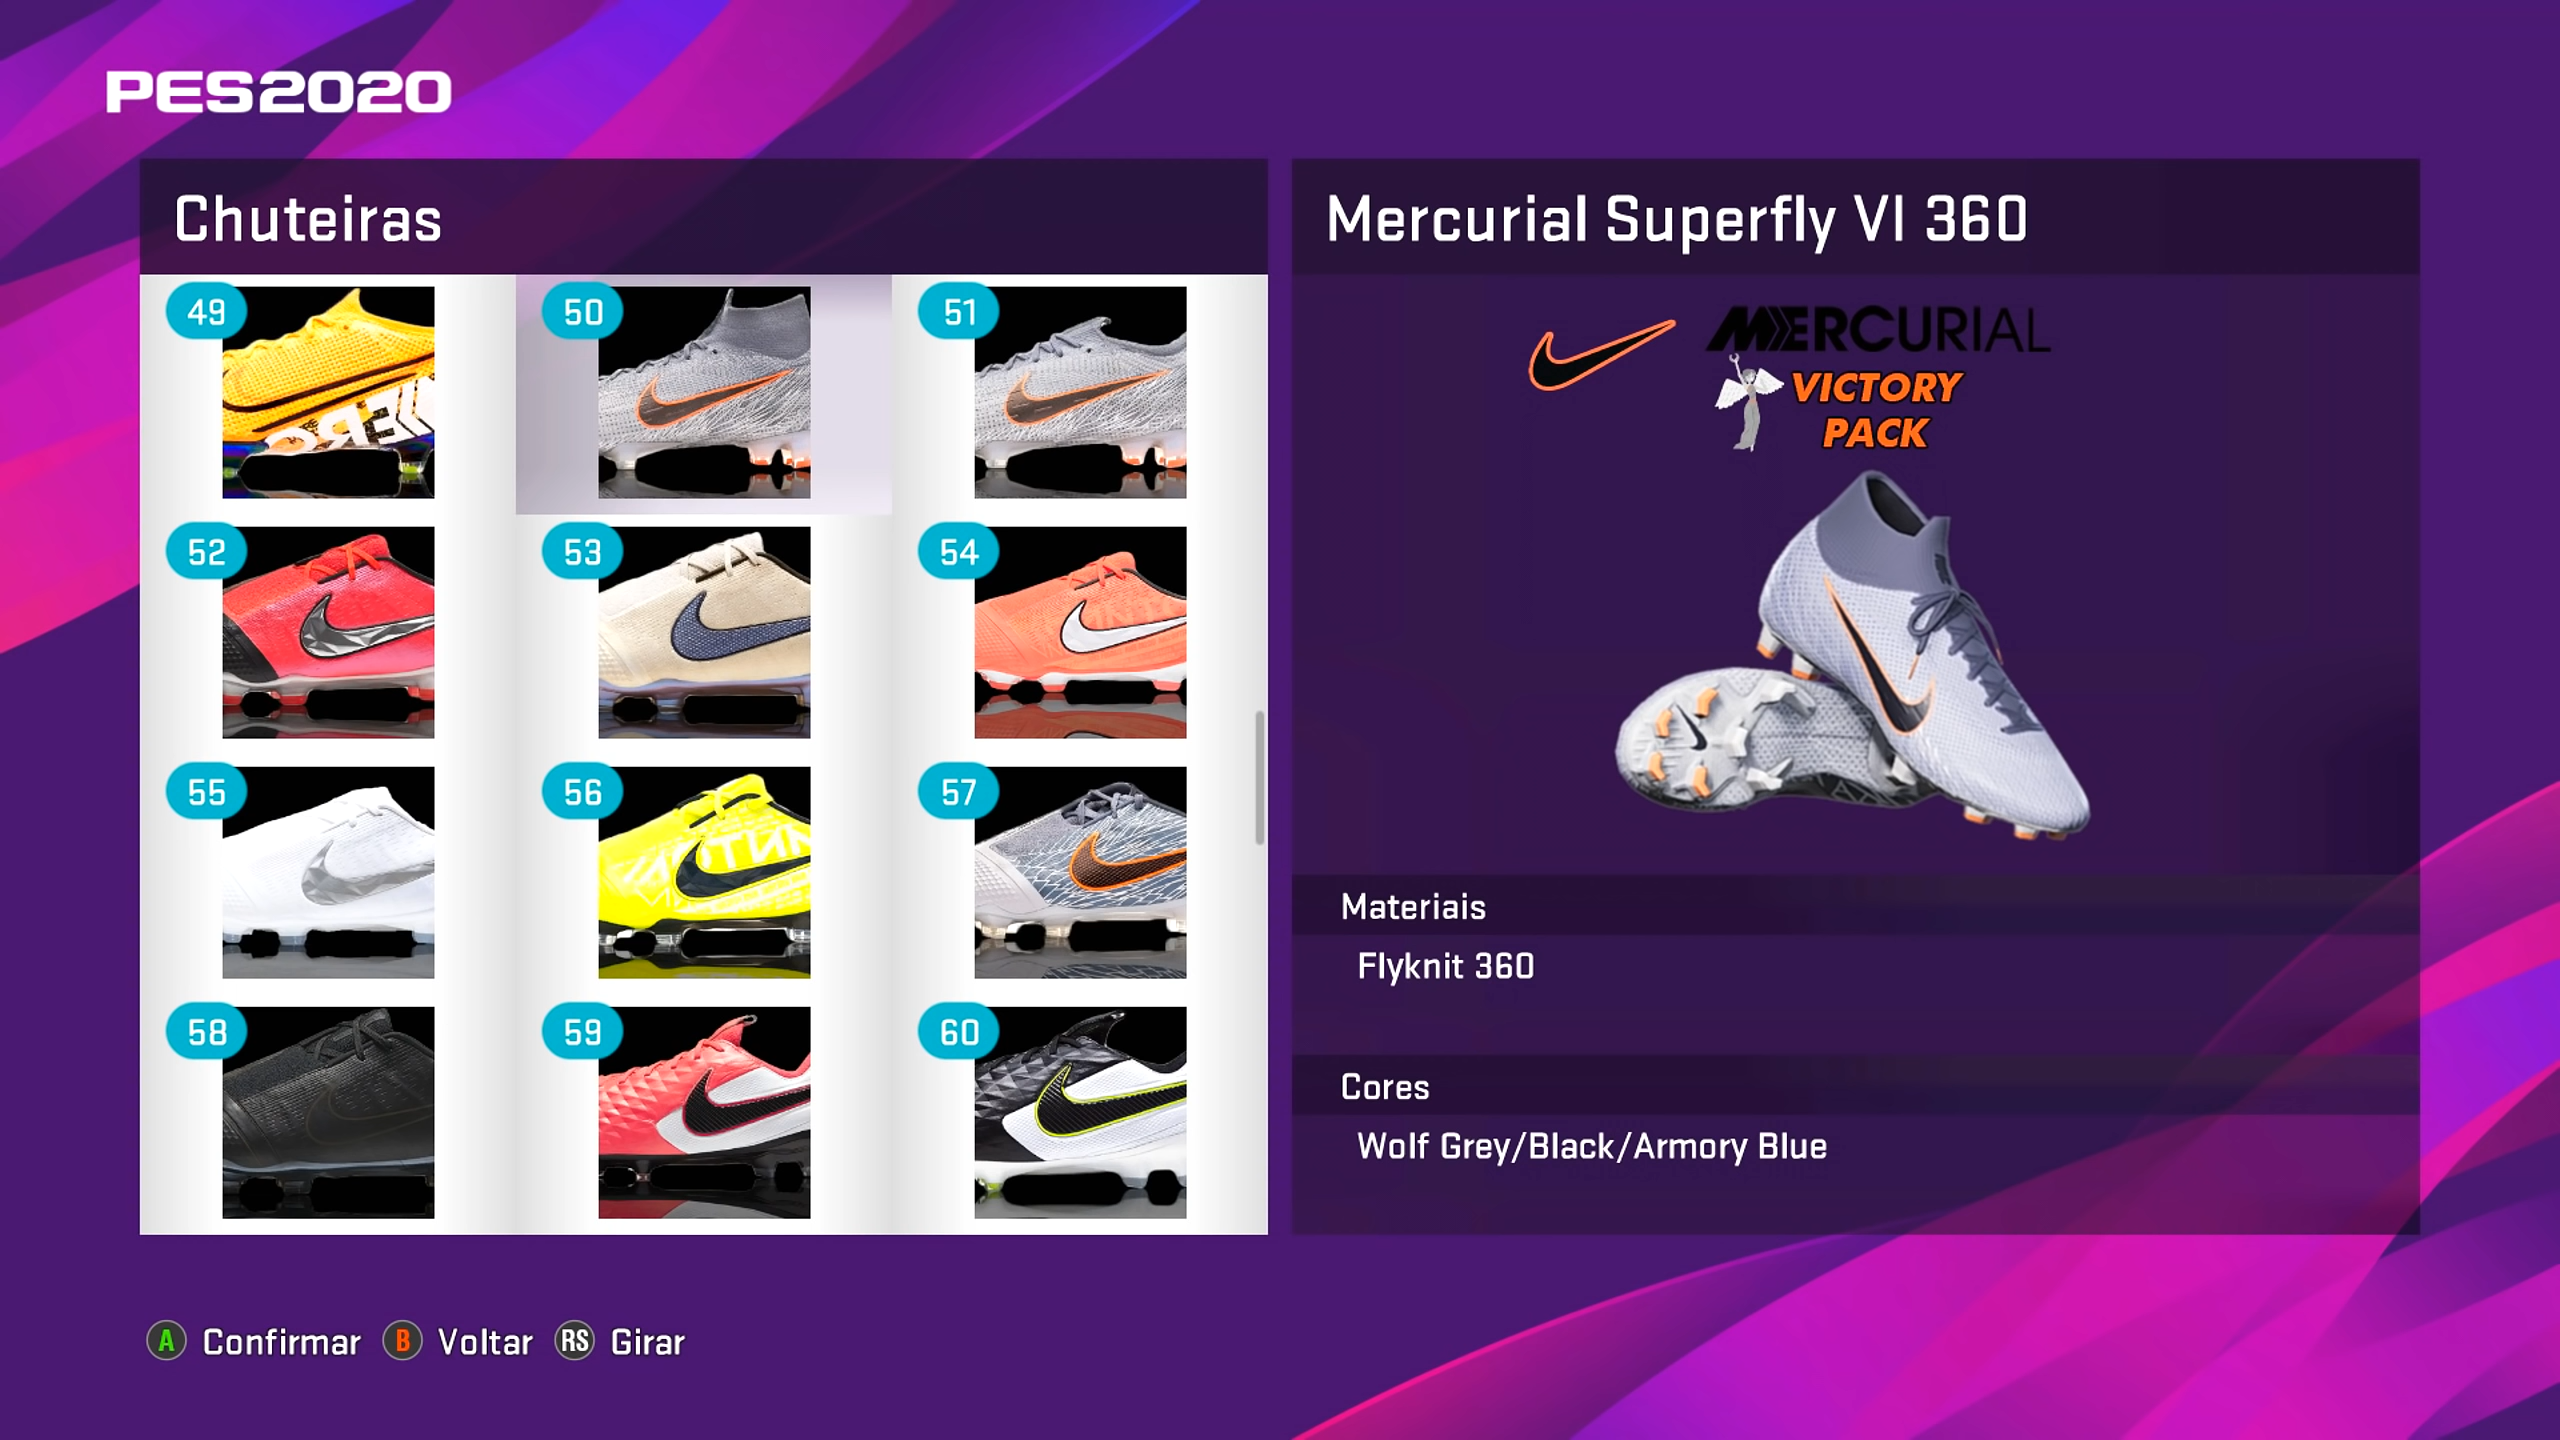 PES2020
Chuteiras
49
50
51
52
53
54
55
56
57
58
59
60
Mercurial Superfly VI 360
MERCURIAL
VICTORY
PACK
Materiais
Flyknit 360
Cores
Wolf Grey/Black/Armory Blue
A Confirmar B Voltar RS Girar